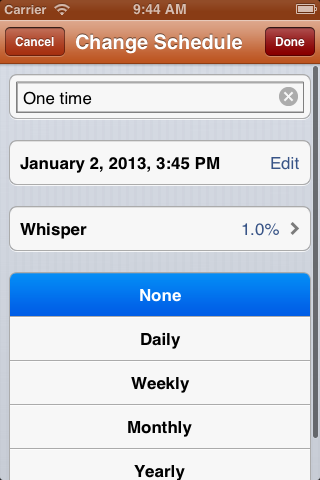 Carrier 9:44 AM
Cancel Change Schedule Done
One time
January 2, 2013, 3:45 PM Edit
Whisper 1.0%
None
Daily
Weekly
Monthly
Yearly